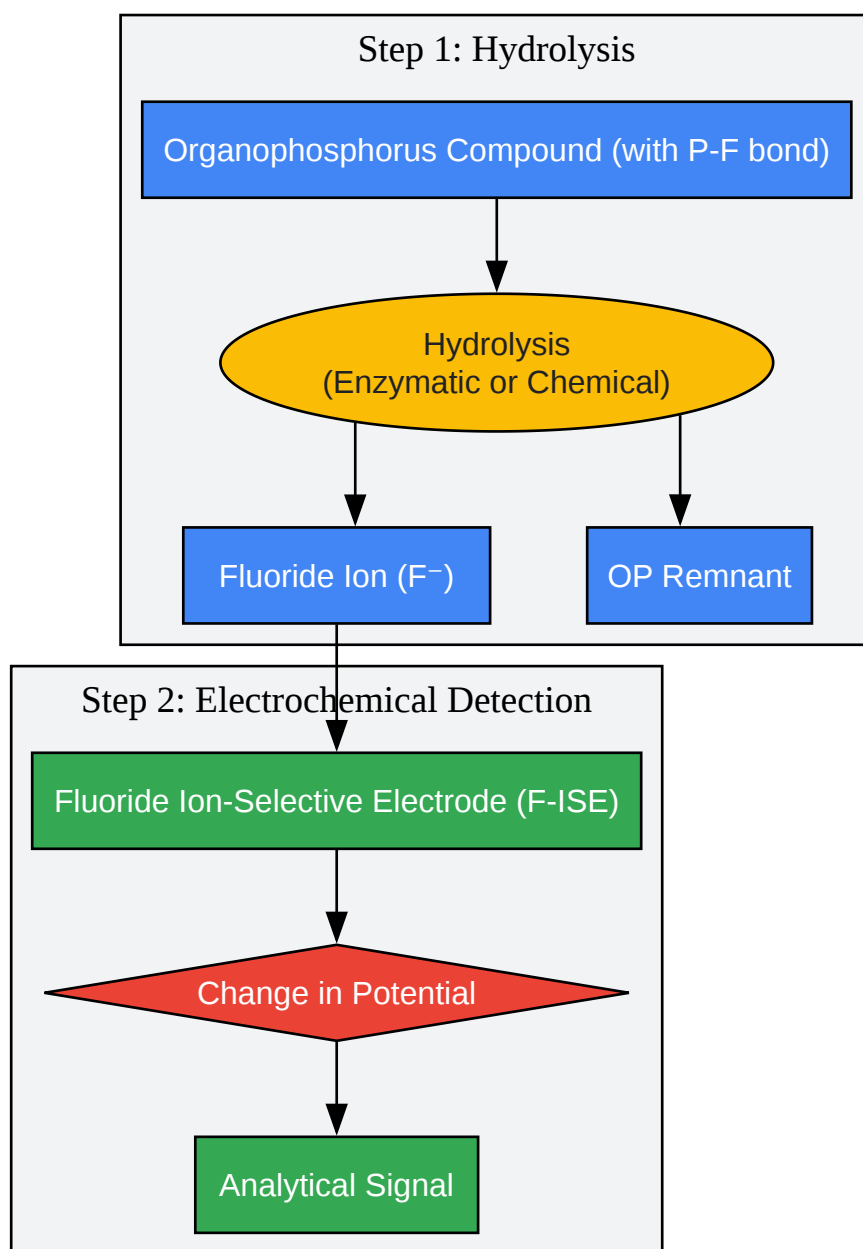 Step 1: Hydrolysis
Organophosphorus Compound (with P-F bond)
Hydrolysis
(Enzymatic or Chemical)
Fluoride Ion (F⁻)
OP Remnant
Step 2: Electrochemical Detection
Fluoride Ion-Selective Electrode (F-ISE)
Change in Potential
Analytical Signal